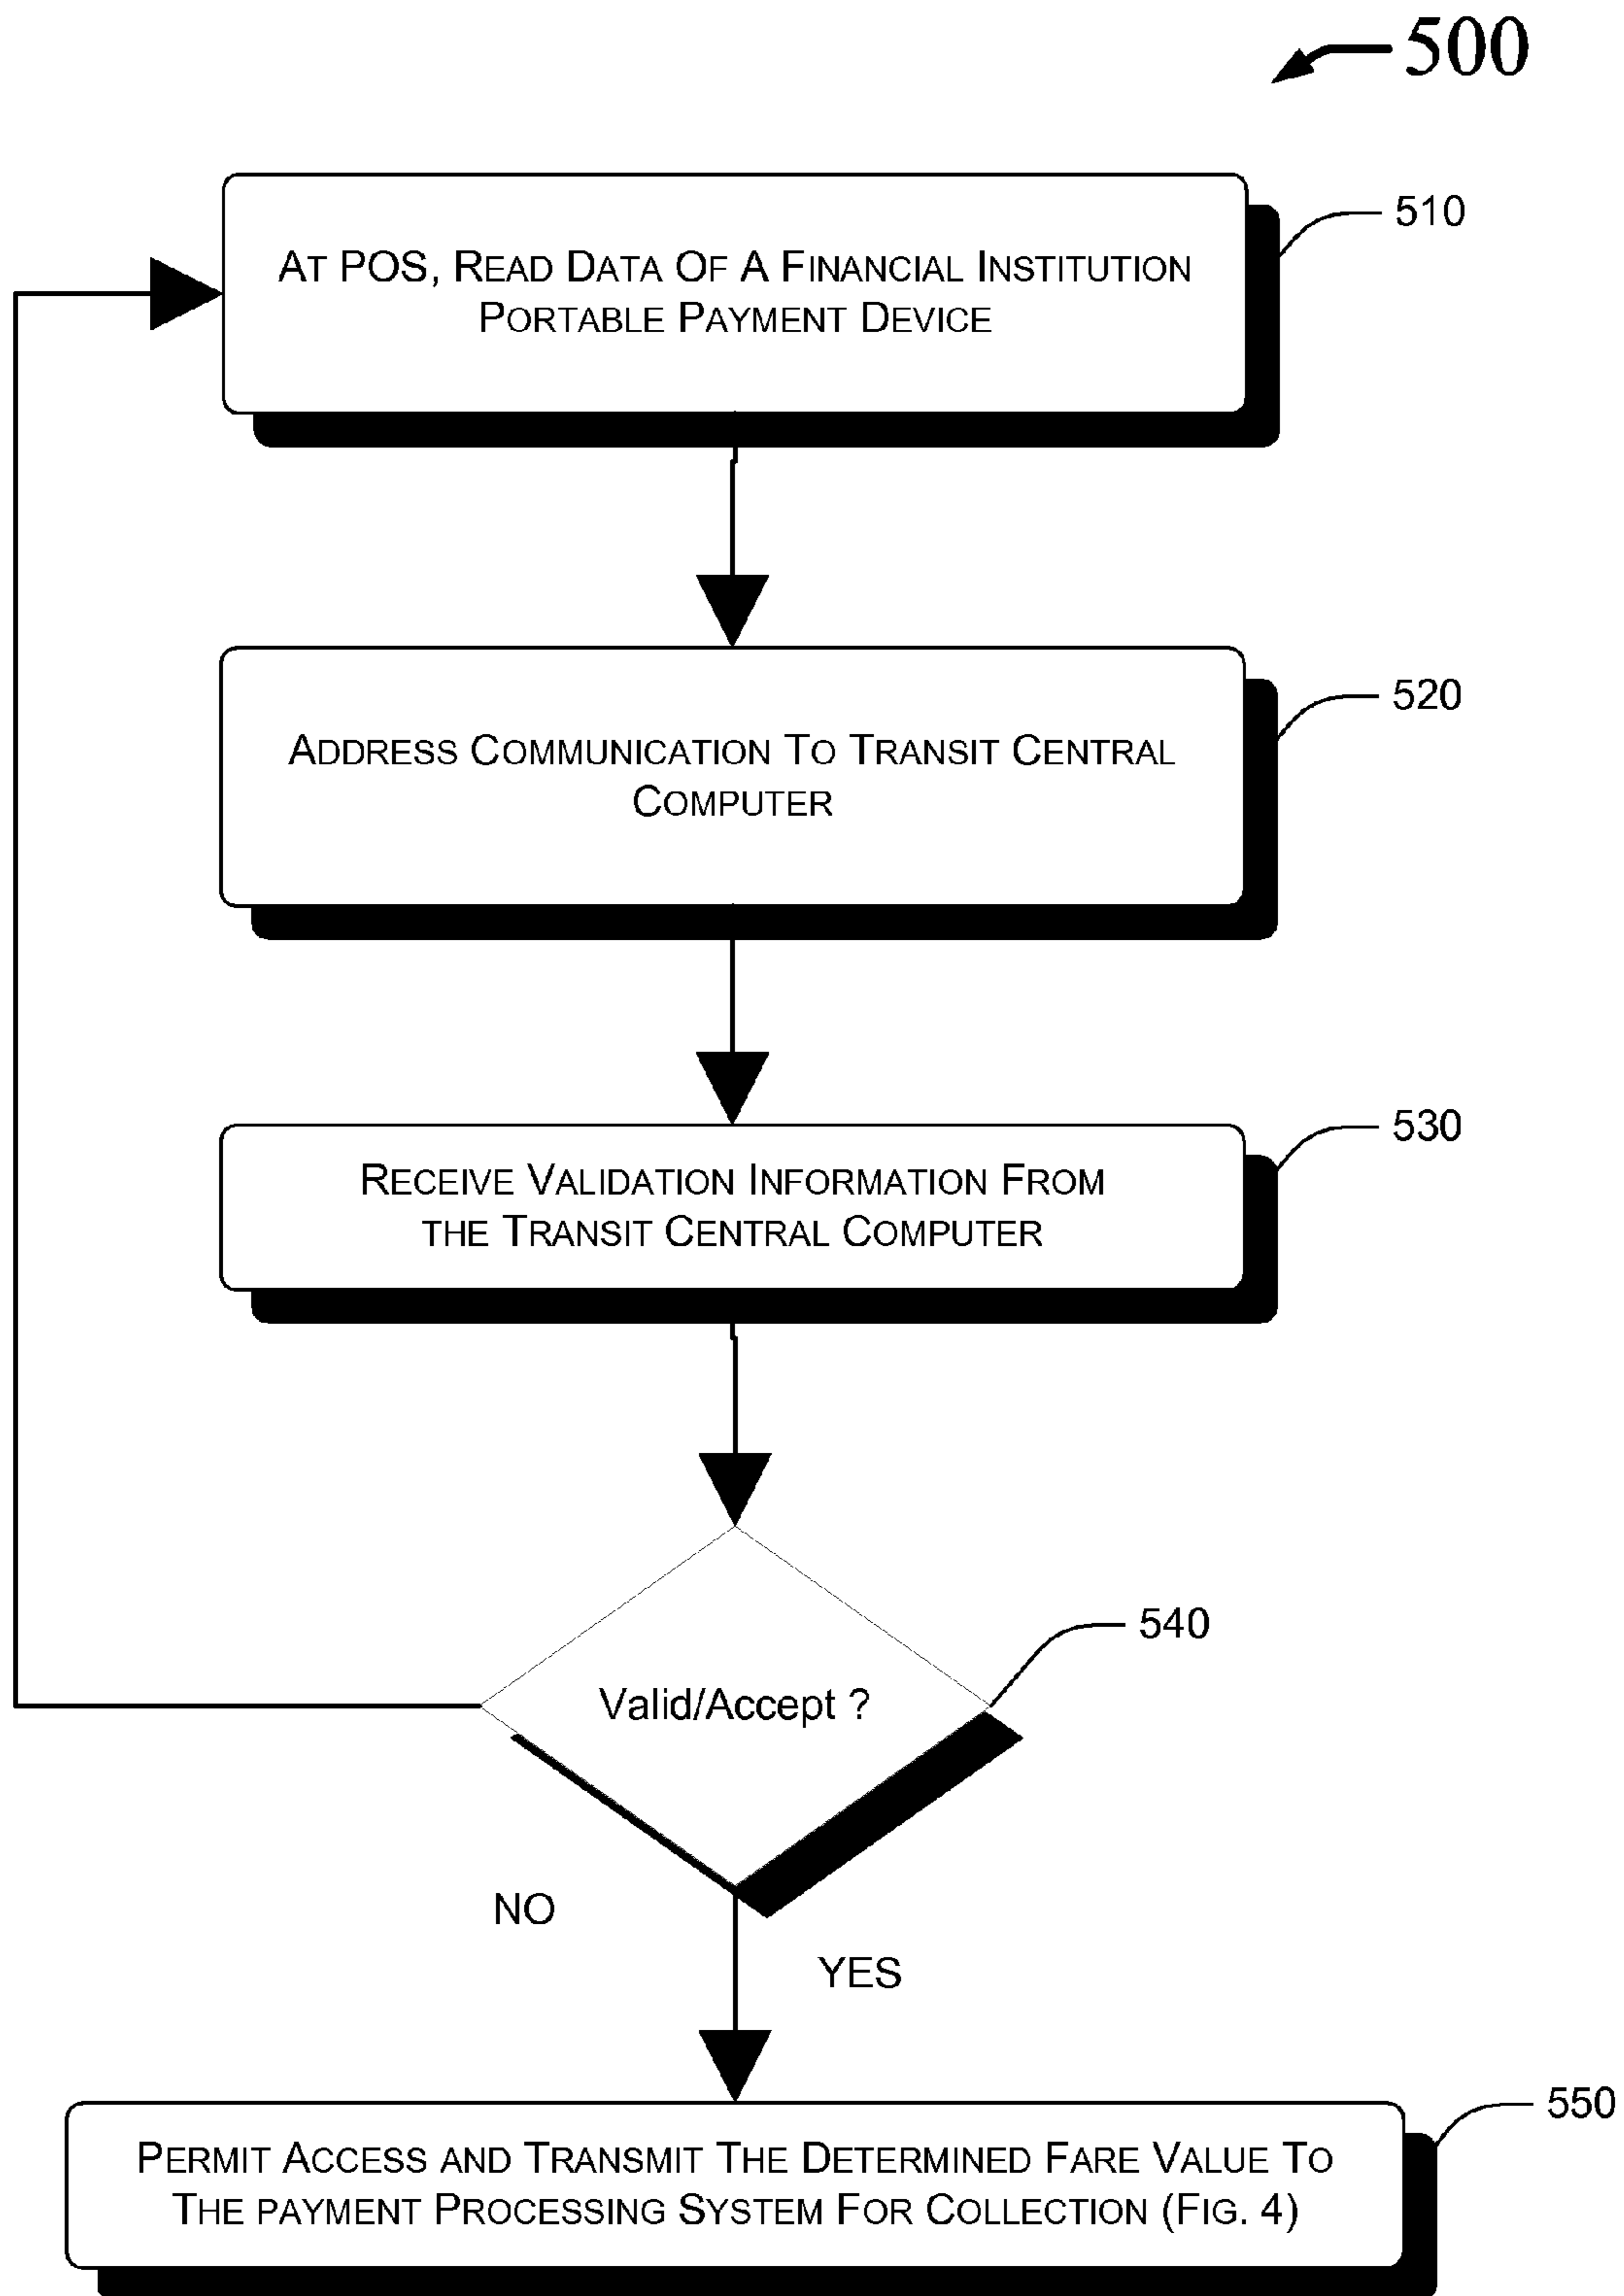 500
510
AT POS, READ DATA OF A FINANCIAL INSTITUTION
PORTABLE PAYMENT DEVICE
520
ADDRESS COMMUNICATION TO TRANSIT CENTRAL
COMPUTER
530
RECEIVE VALIDATION INFORMATION FROM
THE TRANSIT CENTRAL COMPUTER
540
Valid/Accept ?
NO
YES
550
PERMIT ACCESS AND TRANSMIT THE DETERMINED FARE VALUE TO
THE PAYMENT PROCESSING SYSTEM FOR COLLECTION (FIG. 4)